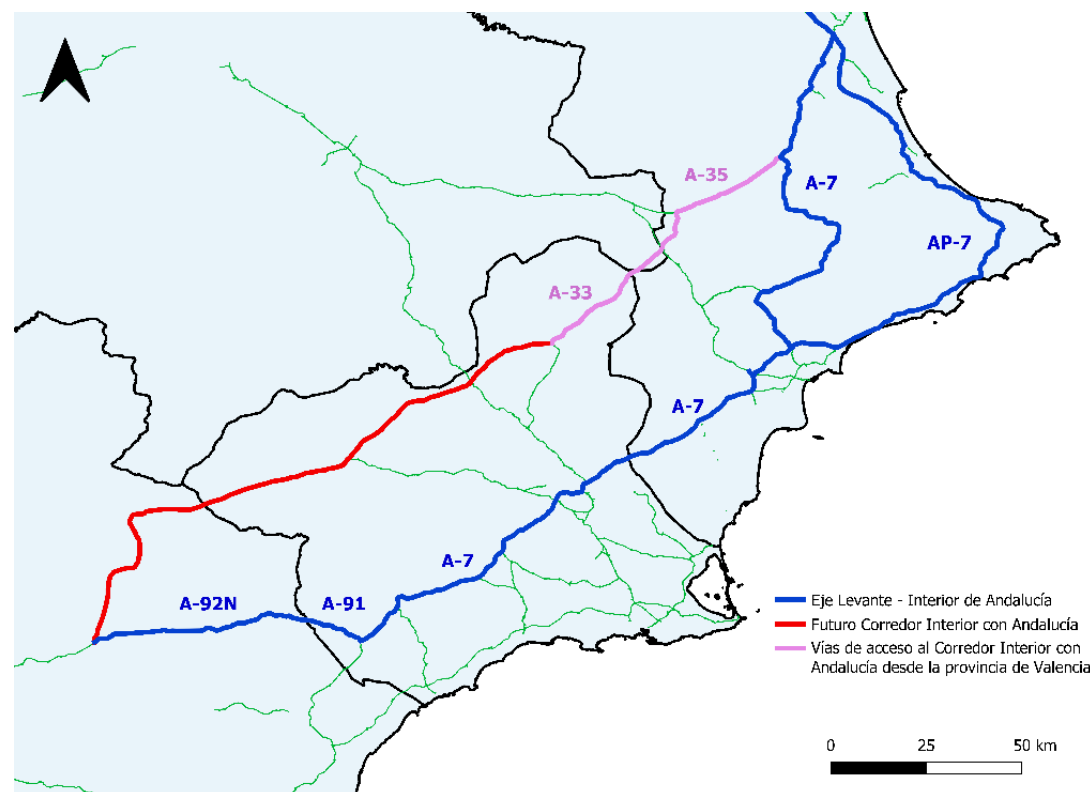 A-35
A-7
AP-7
A-33
A-7
A-7
A-92N
A-91
Eje Levante - Interior de Andalucía
Futuro Corredor Interior con Andalucía
Vías de acceso al Corredor Interior con
Andalucía desde la provincia de Valencia
0 25 50 km